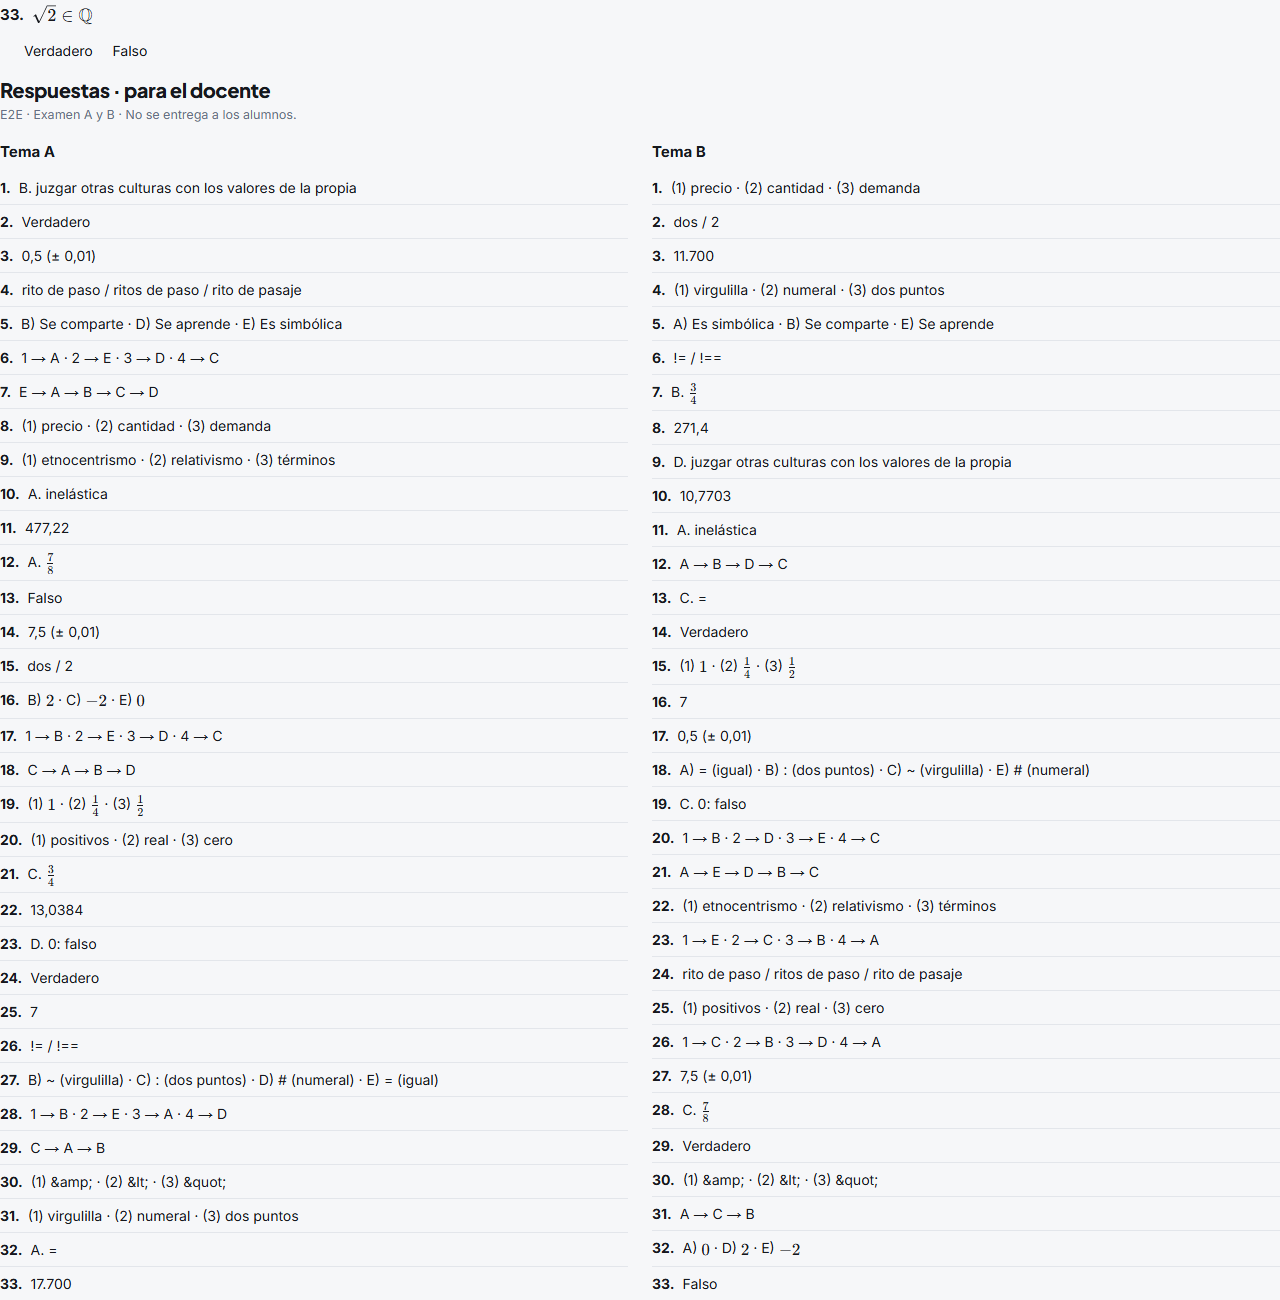 33. √2 ∈ ℚ
Verdadero Falso
Respuestas · para el docente
E2E · Examen A y B · No se entrega a los alumnos.
Tema A
1. B. juzgar otras culturas con los valores de la propia
2. Verdadero
3. 0,5 (± 0,01)
4. rito de paso / ritos de paso / rito de pasaje
5. B) Se comparte · D) Se aprende · E) Es simbólica
6. 1 → A · 2 → E · 3 → D · 4 → C
7. E → A → B → C → D
8. (1) precio · (2) cantidad · (3) demanda
9. (1) etnocentrismo · (2) relativismo · (3) términos
10. A. inelástica
11. 477,22
12. A. 7/8
13. Falso
14. 7,5 (± 0,01)
15. dos / 2
16. B) 2 · C) −2 · E) 0
17. 1 → B · 2 → E · 3 → D · 4 → C
18. C → A → B → D
19. (1) 1 · (2) 1/4 · (3) 1/2
20. (1) positivos · (2) real · (3) cero
21. C. 3/4
22. 13,0384
23. D. 0: falso
24. Verdadero
25. 7
26. != / !==
27. B) ~ (virgulilla) · C) : (dos puntos) · D) # (numeral) · E) = (igual)
28. 1 → B · 2 → E · 3 → A · 4 → D
29. C → A → B
30. (1) &amp;amp; · (2) &amp;lt; · (3) &amp;quot;
31. (1) virgulilla · (2) numeral · (3) dos puntos
32. A. =
33. 17.700
Tema B
1. (1) precio · (2) cantidad · (3) demanda
2. dos / 2
3. 11.700
4. (1) virgulilla · (2) numeral · (3) dos puntos
5. A) Es simbólica · B) Se comparte · E) Se aprende
6. != / !==
7. B. 3/4
8. 271,4
9. D. juzgar otras culturas con los valores de la propia
10. 10,7703
11. A. inelástica
12. A → B → D → C
13. C. =
14. Verdadero
15. (1) 1 · (2) 1/4 · (3) 1/2
16. 7
17. 0,5 (± 0,01)
18. A) = (igual) · B) : (dos puntos) · C) ~ (virgulilla) · E) # (numeral)
19. C. 0: falso
20. 1 → B · 2 → D · 3 → E · 4 → C
21. A → E → D → B → C
22. (1) etnocentrismo · (2) relativismo · (3) términos
23. 1 → E · 2 → C · 3 → B · 4 → A
24. rito de paso / ritos de paso / rito de pasaje
25. (1) positivos · (2) real · (3) cero
26. 1 → C · 2 → B · 3 → D · 4 → A
27. 7,5 (± 0,01)
28. C. 7/8
29. Verdadero
30. (1) &amp;amp; · (2) &amp;lt; · (3) &amp;quot;
31. A → C → B
32. A) 0 · D) 2 · E) −2
33. Falso